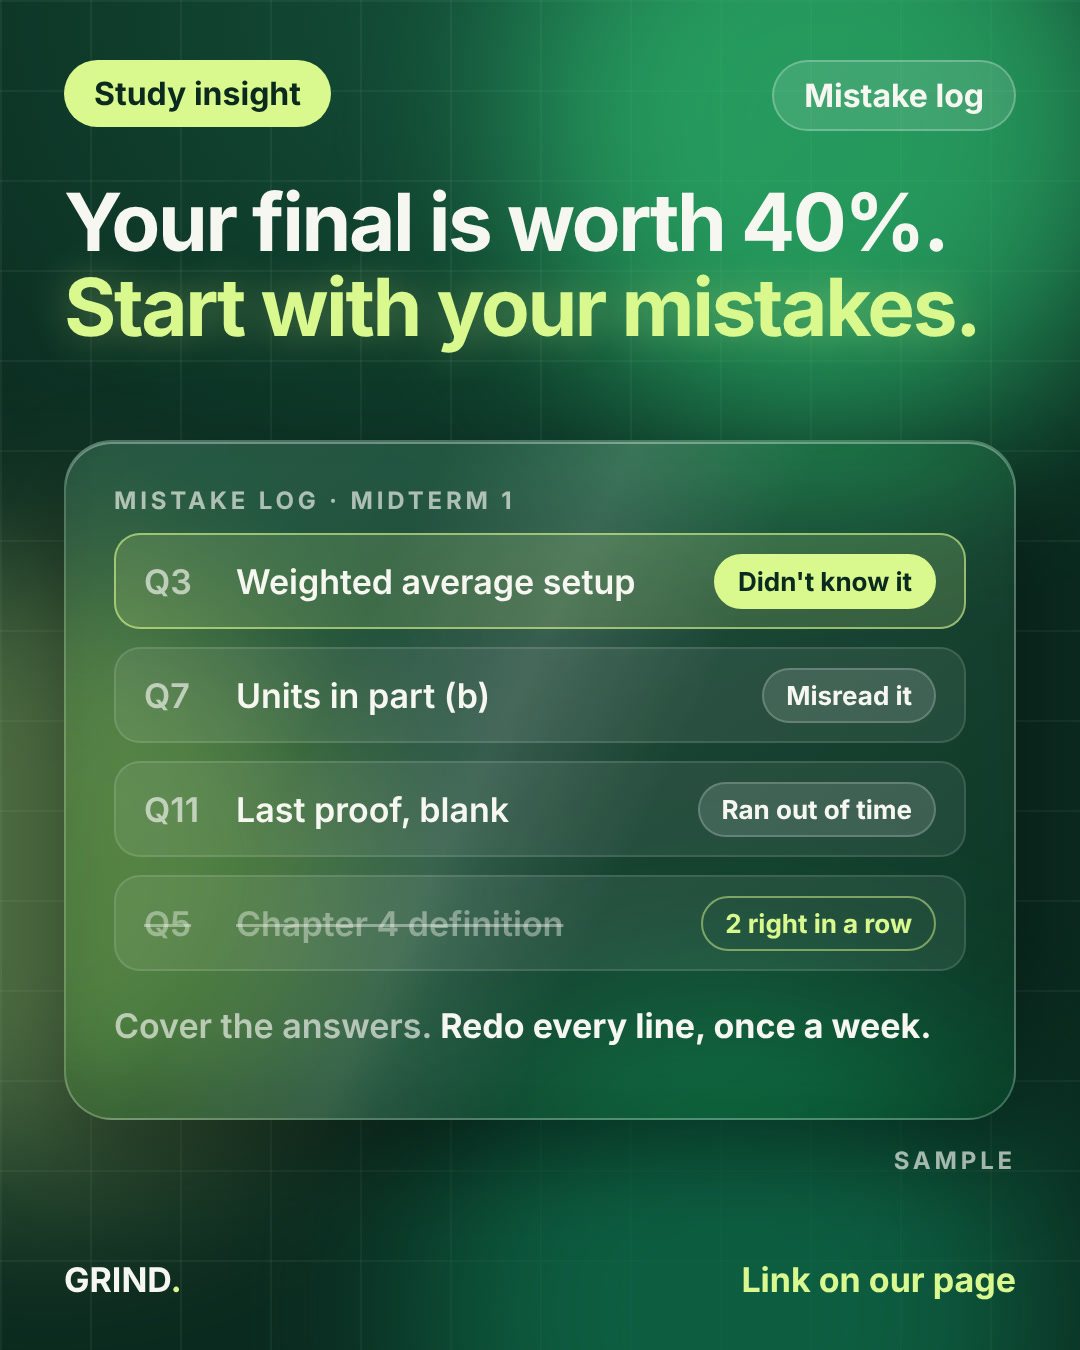 Study insight
Mistake log
Your final is worth 40%.
Start with your mistakes.
MISTAKE LOG · MIDTERM 1
Q3 Weighted average setup Didn't know it
Q7 Units in part (b) Misread it
Q11 Last proof, blank Ran out of time
Q5 Chapter 4 definition 2 right in a row
Cover the answers. Redo every line, once a week.
SAMPLE
GRIND.
Link on our page